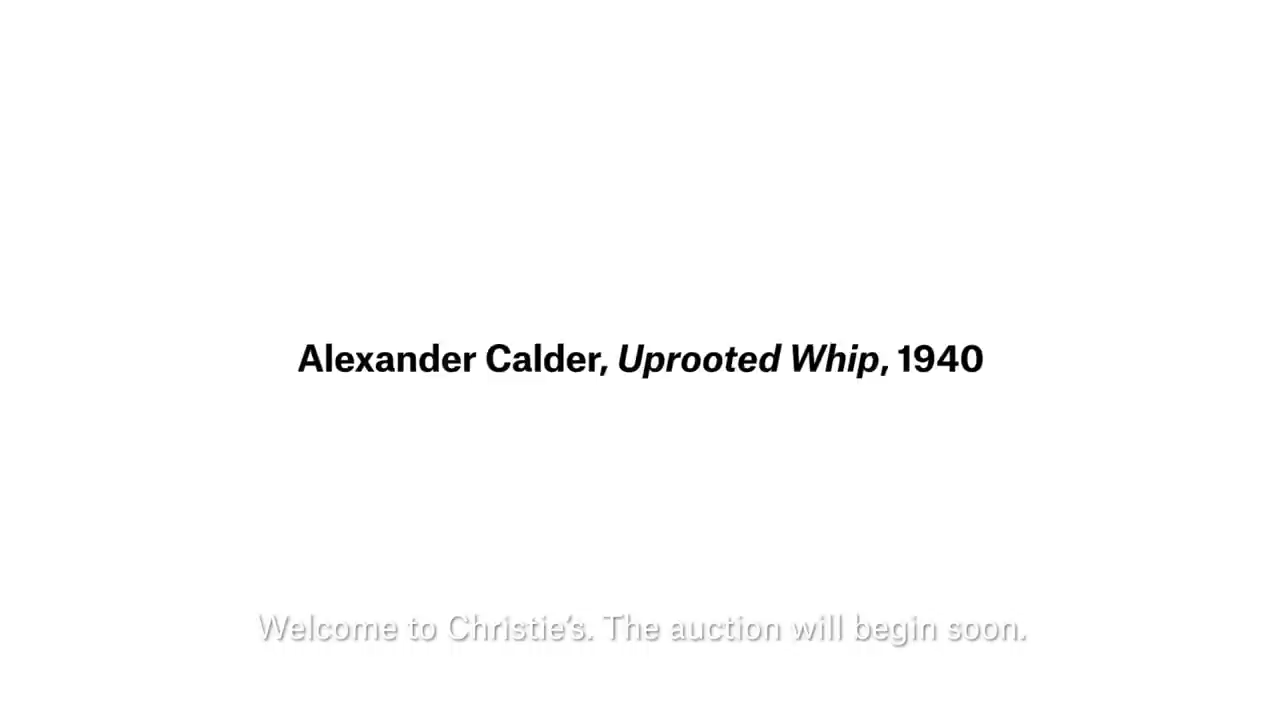 Alexander Calder, Uprooted Whip, 1940
Welcome to Christie's. The auction will begin soon.